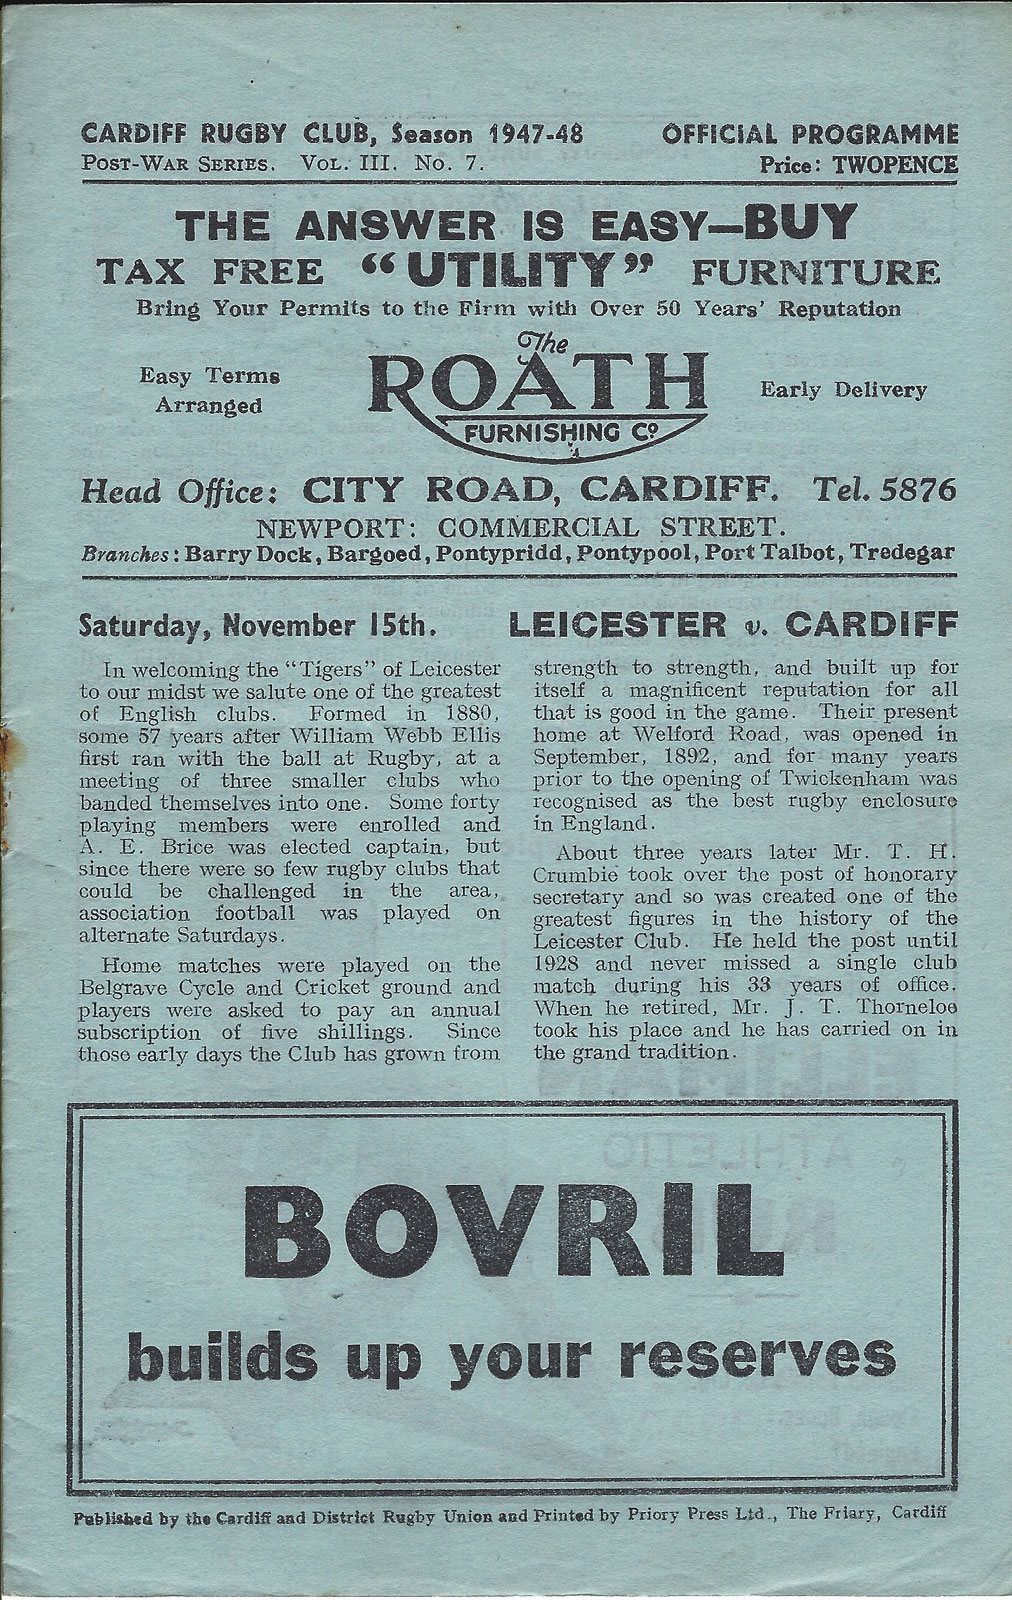 CARDIFF RUGBY CLUB, Season 1947-48
OFFICIAL PROGRAMME
POST-WAR SERIES. VOL. III. No. 7.
Price: TWOPENCE
THE ANSWER IS EASY—BUY
TAX FREE “UTILITY” FURNITURE
Bring Your Permits to the Firm with Over 50 Years' Reputation
Easy Terms
Arranged
The
ROATH
FURNISHING Co.
Early Delivery
Head Office: CITY ROAD, CARDIFF. Tel. 5876
NEWPORT: COMMERCIAL STREET.
Branches: Barry Dock, Bargoed, Pontypridd, Pontypool, Port Talbot, Tredegar
Saturday, November 15th.
LEICESTER v. CARDIFF
In welcoming the “Tigers” of Leicester
to our midst we salute one of the greatest
of English clubs. Formed in 1880,
some 57 years after William Webb Ellis
first ran with the ball at Rugby, at a
meeting of three smaller clubs who
banded themselves into one. Some forty
playing members were enrolled and
A. E. Brice was elected captain, but
since there were so few rugby clubs that
could be challenged in the area,
association football was played on
alternate Saturdays.
Home matches were played on the
Belgrave Cycle and Cricket ground and
players were asked to pay an annual
subscription of five shillings. Since
those early days the Club has grown from
strength to strength, and built up for
itself a magnificent reputation for all
that is good in the game. Their present
home at Welford Road, was opened in
September, 1892, and for many years
prior to the opening of Twickenham was
recognised as the best rugby enclosure
in England.
About three years later Mr. T. H.
Crumbie took over the post of honorary
secretary and so was created one of the
greatest figures in the history of the
Leicester Club. He held the post until
1928 and never missed a single club
match during his 33 years of office.
When he retired, Mr. J. T. Thorneloe
took his place and he has carried on in
the grand tradition.
BOVRIL
builds up your reserves
Published by the Cardiff and District Rugby Union and Printed by Priory Press Ltd., The Friary, Cardiff